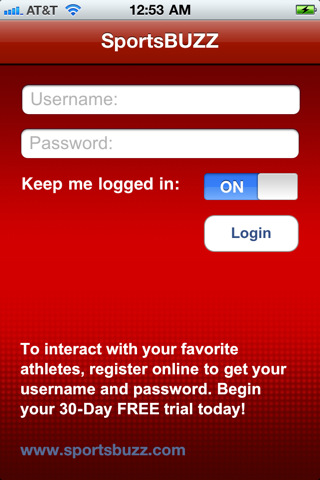 AT&T 12:53 AM
SportsBUZZ
Username:
Password:
Keep me logged in: ON
Login
To interact with your favorite
athletes, register online to get your
username and password. Begin
your 30-Day FREE trial today!
www.sportsbuzz.com